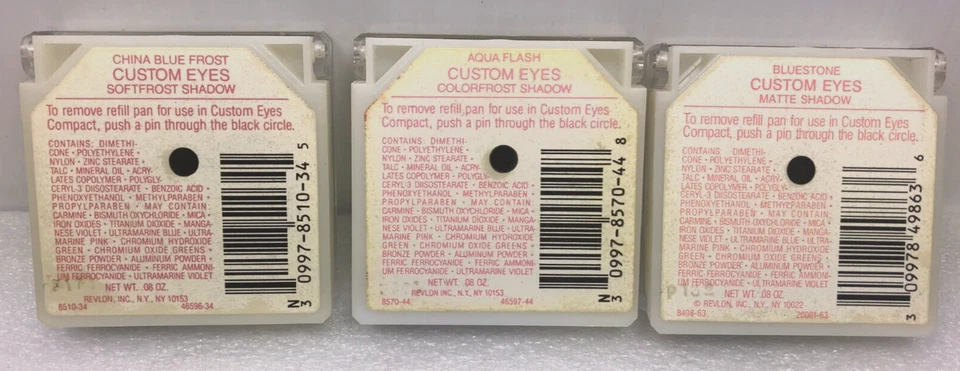 CHINA BLUE FROST
CUSTOM EYES
SOFTFROST SHADOW
To remove refill pan for use in Custom Eyes
Compact, push a pin through the black circle.
CONTAINS: DIMETHI-
CONE • POLYETHYLENE •
NYLON • ZINC STEARATE •
TALC • MINERAL OIL • ACRY-
LATES COPOLYMER • POLYGLY-
CERYL-3 DIISOSTEARATE • BENZOIC ACID •
PHENOXYETHANOL • METHYLPARABEN •
PROPYLPARABEN • MAY CONTAIN:
CARMINE • BISMUTH OXYCHLORIDE • MICA •
IRON OXIDES • TITANIUM DIOXIDE • MANGA-
NESE VIOLET • ULTRAMARINE BLUE • ULTRA-
MARINE PINK • CHROMIUM HYDROXIDE
GREEN • CHROMIUM OXIDE GREENS •
BRONZE POWDER • ALUMINUM POWDER •
FERRIC FERROCYANIDE • FERRIC AMMONI-
UM FERROCYANIDE • ULTRAMARINE VIOLET
NET WT. .08 OZ.
REVLON, INC., N.Y., NY 10153
8510-34 46596-34
N
3 0997-8510-34 5
AQUA FLASH
CUSTOM EYES
COLORFROST SHADOW
To remove refill pan for use in Custom Eyes
Compact, push a pin through the black circle.
CONTAINS: DIMETHI-
CONE • POLYETHYLENE •
NYLON • ZINC STEARATE •
TALC • MINERAL OIL • ACRY-
LATES COPOLYMER • POLYGLY-
CERYL-3 DIISOSTEARATE • BENZOIC ACID •
PHENOXYETHANOL • METHYLPARABEN •
PROPYLPARABEN • MAY CONTAIN:
CARMINE • BISMUTH OXYCHLORIDE • MICA •
IRON OXIDES • TITANIUM DIOXIDE • MANGA-
NESE VIOLET • ULTRAMARINE BLUE • ULTRA-
MARINE PINK • CHROMIUM HYDROXIDE
GREEN • CHROMIUM OXIDE GREENS •
BRONZE POWDER • ALUMINUM POWDER •
FERRIC FERROCYANIDE • FERRIC AMMONI-
UM FERROCYANIDE • ULTRAMARINE VIOLET
NET WT. .08 OZ.
REVLON, INC., N.Y., NY 10153
8570-44 46597-44
N
3 0997-8570-44 8
BLUESTONE
CUSTOM EYES
MATTE SHADOW
To remove refill pan for use in Custom Eyes
Compact, push a pin through the black circle.
CONTAINS: DIMETHI-
CONE • POLYETHYLENE •
NYLON • ZINC STEARATE •
TALC • MINERAL OIL • ACRY-
LATES COPOLYMER • POLYGLY-
CERYL-3 DIISOSTEARATE • BENZOIC ACID •
PHENOXYETHANOL • METHYLPARABEN •
PROPYLPARABEN • MAY CONTAIN:
CARMINE • BISMUTH OXYCHLORIDE • MICA •
IRON OXIDES • TITANIUM DIOXIDE • MANGA-
NESE VIOLET • ULTRAMARINE BLUE • ULTRA-
MARINE PINK • CHROMIUM HYDROXIDE
GREEN • CHROMIUM OXIDE GREENS •
BRONZE POWDER • ALUMINUM POWDER •
FERRIC FERROCYANIDE • FERRIC AMMONI-
UM FERROCYANIDE • ULTRAMARINE VIOLET
NET WT. .08 OZ.
© REVLON, INC., N.Y., NY 10022
8498-63 26081-63
3 09978 49863 6